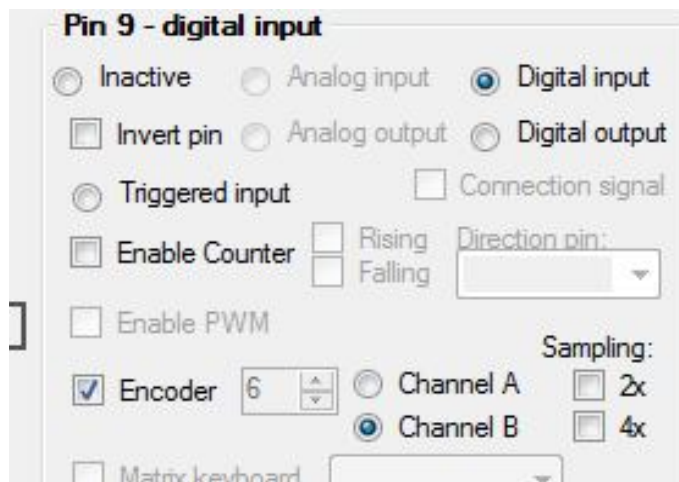 Pin 9 - digital input
Inactive Analog input Digital input
Invert pin Analog output Digital output
Triggered input Connection signal
Enable Counter Rising Direction pin:
Falling
Enable PWM
Sampling:
Encoder 6 Channel A 2x
Channel B 4x
Matrix keyboard